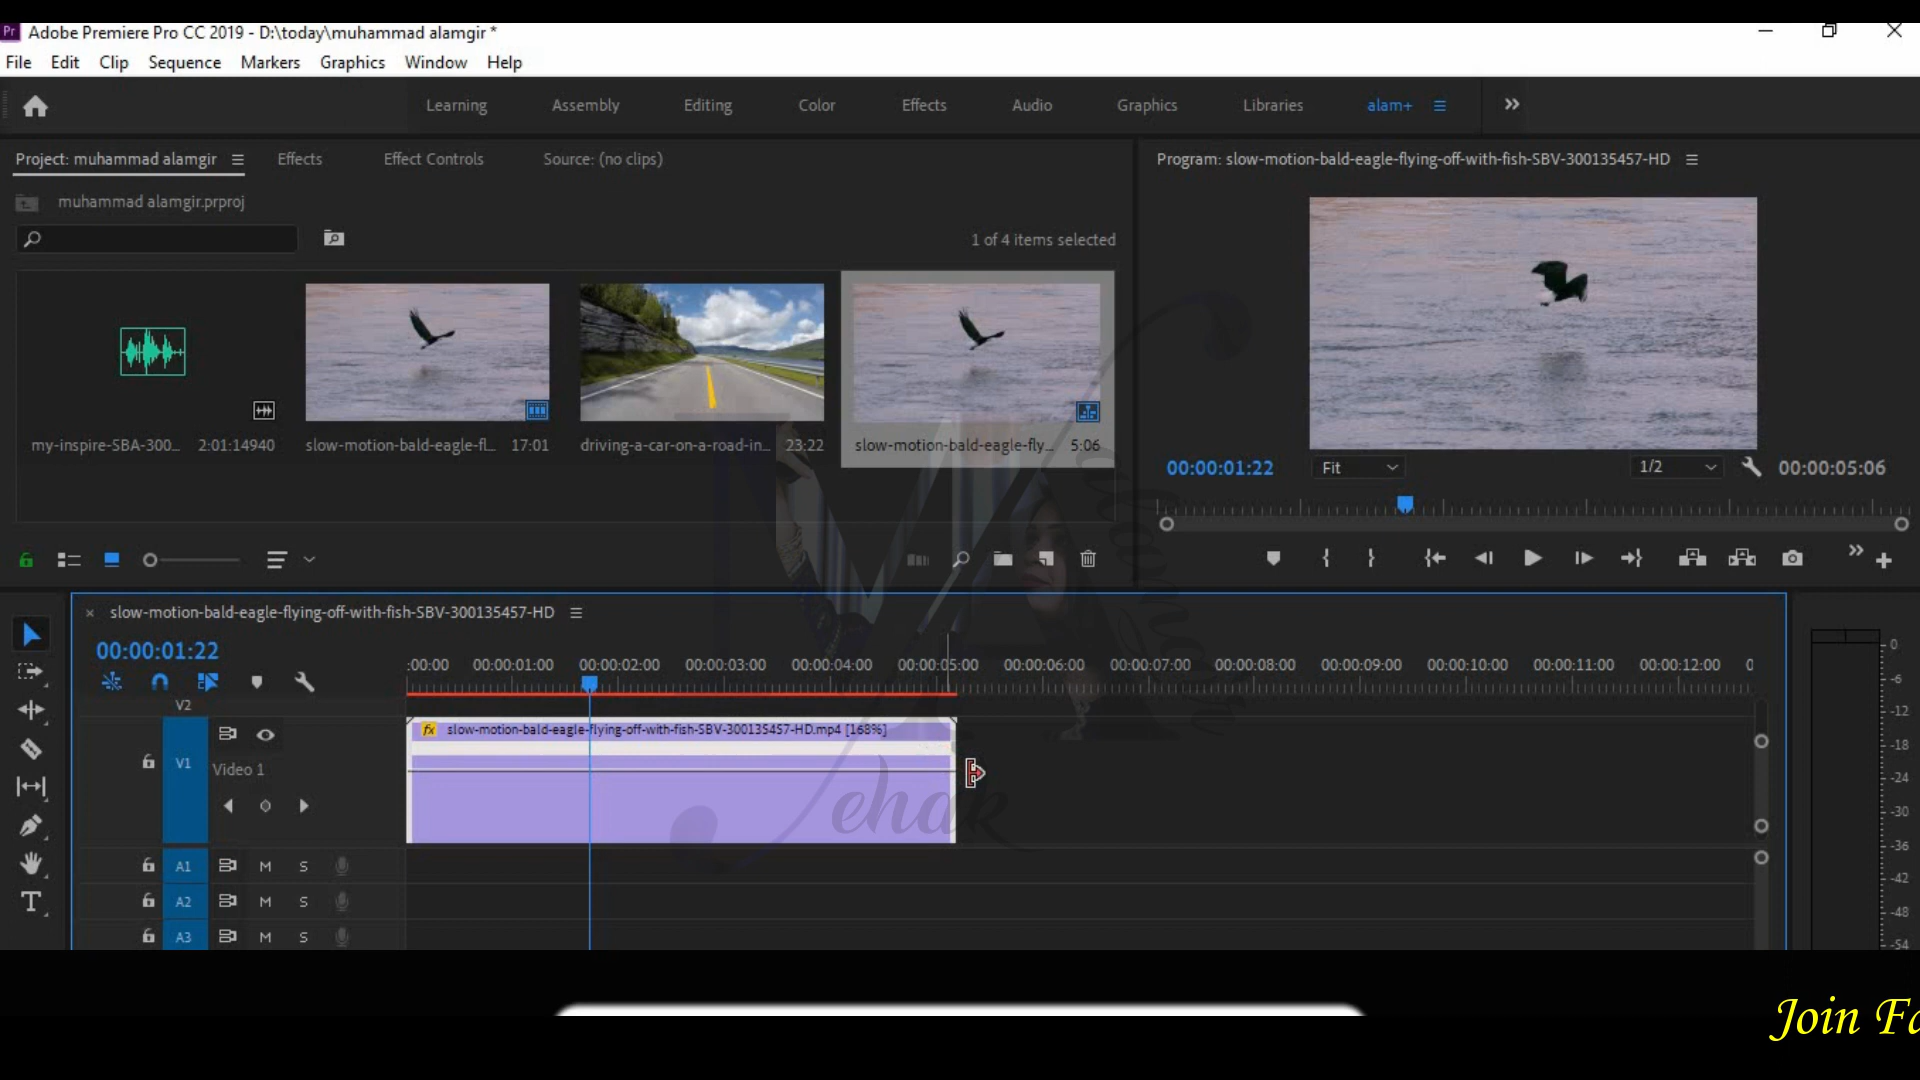 Adobe Premiere Pro CC 2019 - D:\today\muhammad alamgir *
File Edit Clip Sequence Markers Graphics Window Help
Learning Assembly Editing Color Effects Audio Graphics Libraries alam+
Project: muhammad alamgir Effects Effect Controls Source: (no clips)
Program: slow-motion-bald-eagle-flying-off-with-fish-SBV-300135457-HD
muhammad alamgir.prproj
1 of 4 items selected
my-inspire-SBA-300... 2:01:14940
slow-motion-bald-eagle-fl... 17:01
driving-a-car-on-a-road-in... 23:22
slow-motion-bald-eagle-fly... 5:06
00:00:01:22 Fit 1/2 00:00:05:06
slow-motion-bald-eagle-flying-off-with-fish-SBV-300135457-HD
00:00:01:22
:00:00 00:00:01:00 00:00:02:00 00:00:03:00 00:00:04:00 00:00:05:00 00:00:06:00 00:00:07:00 00:00:08:00 00:00:09:00 00:00:10:00 00:00:11:00 00:00:12:00 0
V2
fx slow-motion-bald-eagle-flying-off-with-fish-SBV-300135457-HD.mp4 [168%]
V1 Video 1
A1 M S
A2 M S
A3 M S
0
-6
-12
-18
-24
-30
-36
-42
-48
-54
ehak
Join Fa